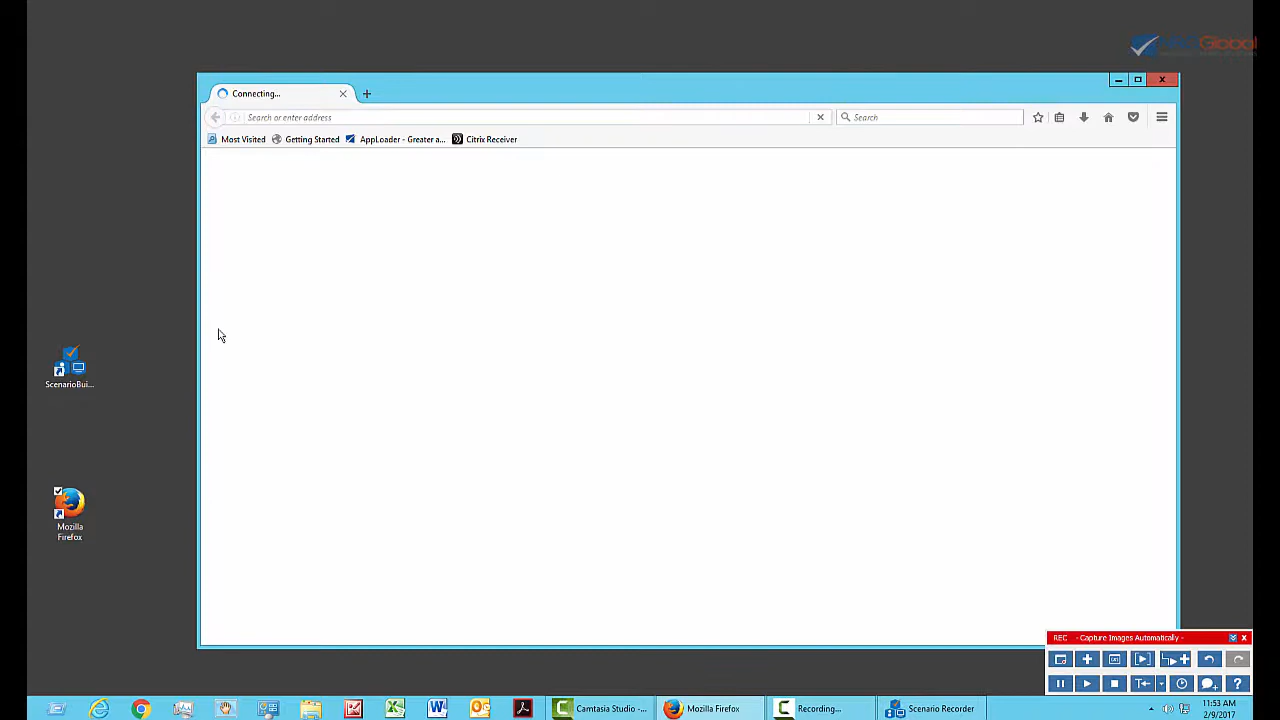 Global
Connecting...
Search or enter address
Search
Most Visited
Getting Started
AppLoader - Greater a...
Citrix Receiver
ScenarioBui...
Mozilla
Firefox
REC - Capture Images Automatically -
Camtasia Studio -...
Mozilla Firefox
Recording...
Scenario Recorder
11:53 AM
2/9/2017